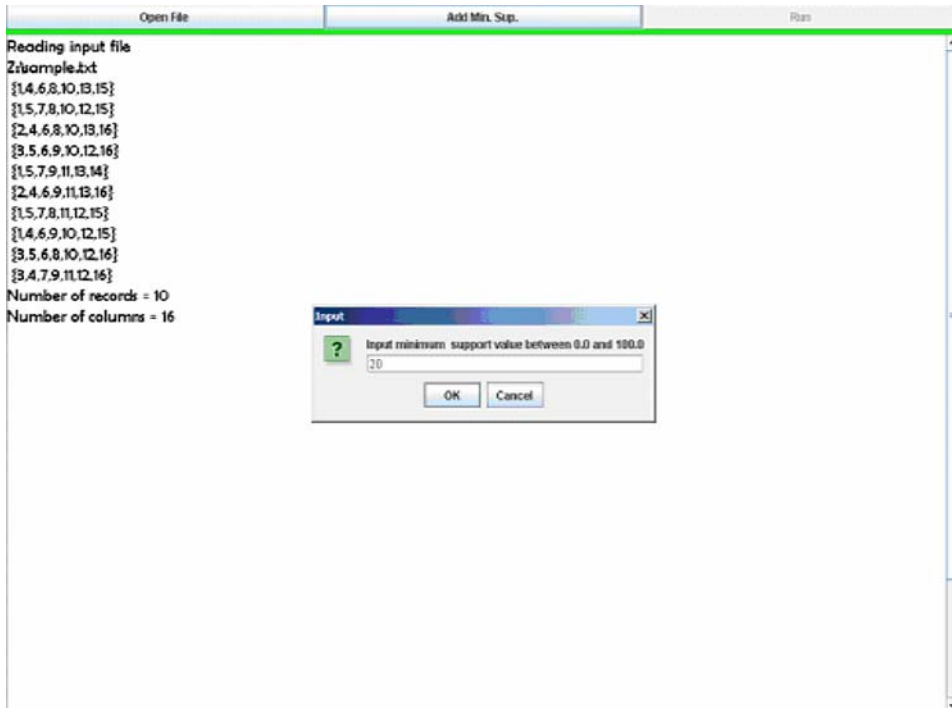 Open File
Add Min. Sup.
Run
Reading input file
Z:\sample.txt
{1,4,6,8,10,13,15}
{1,5,7,8,10,12,15}
{2,4,6,8,10,13,16}
{3,5,6,9,10,12,16}
{1,5,7,9,11,13,14}
{2,4,6,9,11,13,16}
{1,5,7,8,11,12,15}
{1,4,6,9,10,12,15}
{3,5,6,8,10,12,16}
{3,4,7,9,11,12,16}
Number of records = 10
Number of columns = 16
Input
?
Input minimum support value between 0.0 and 100.0
20
OK
Cancel